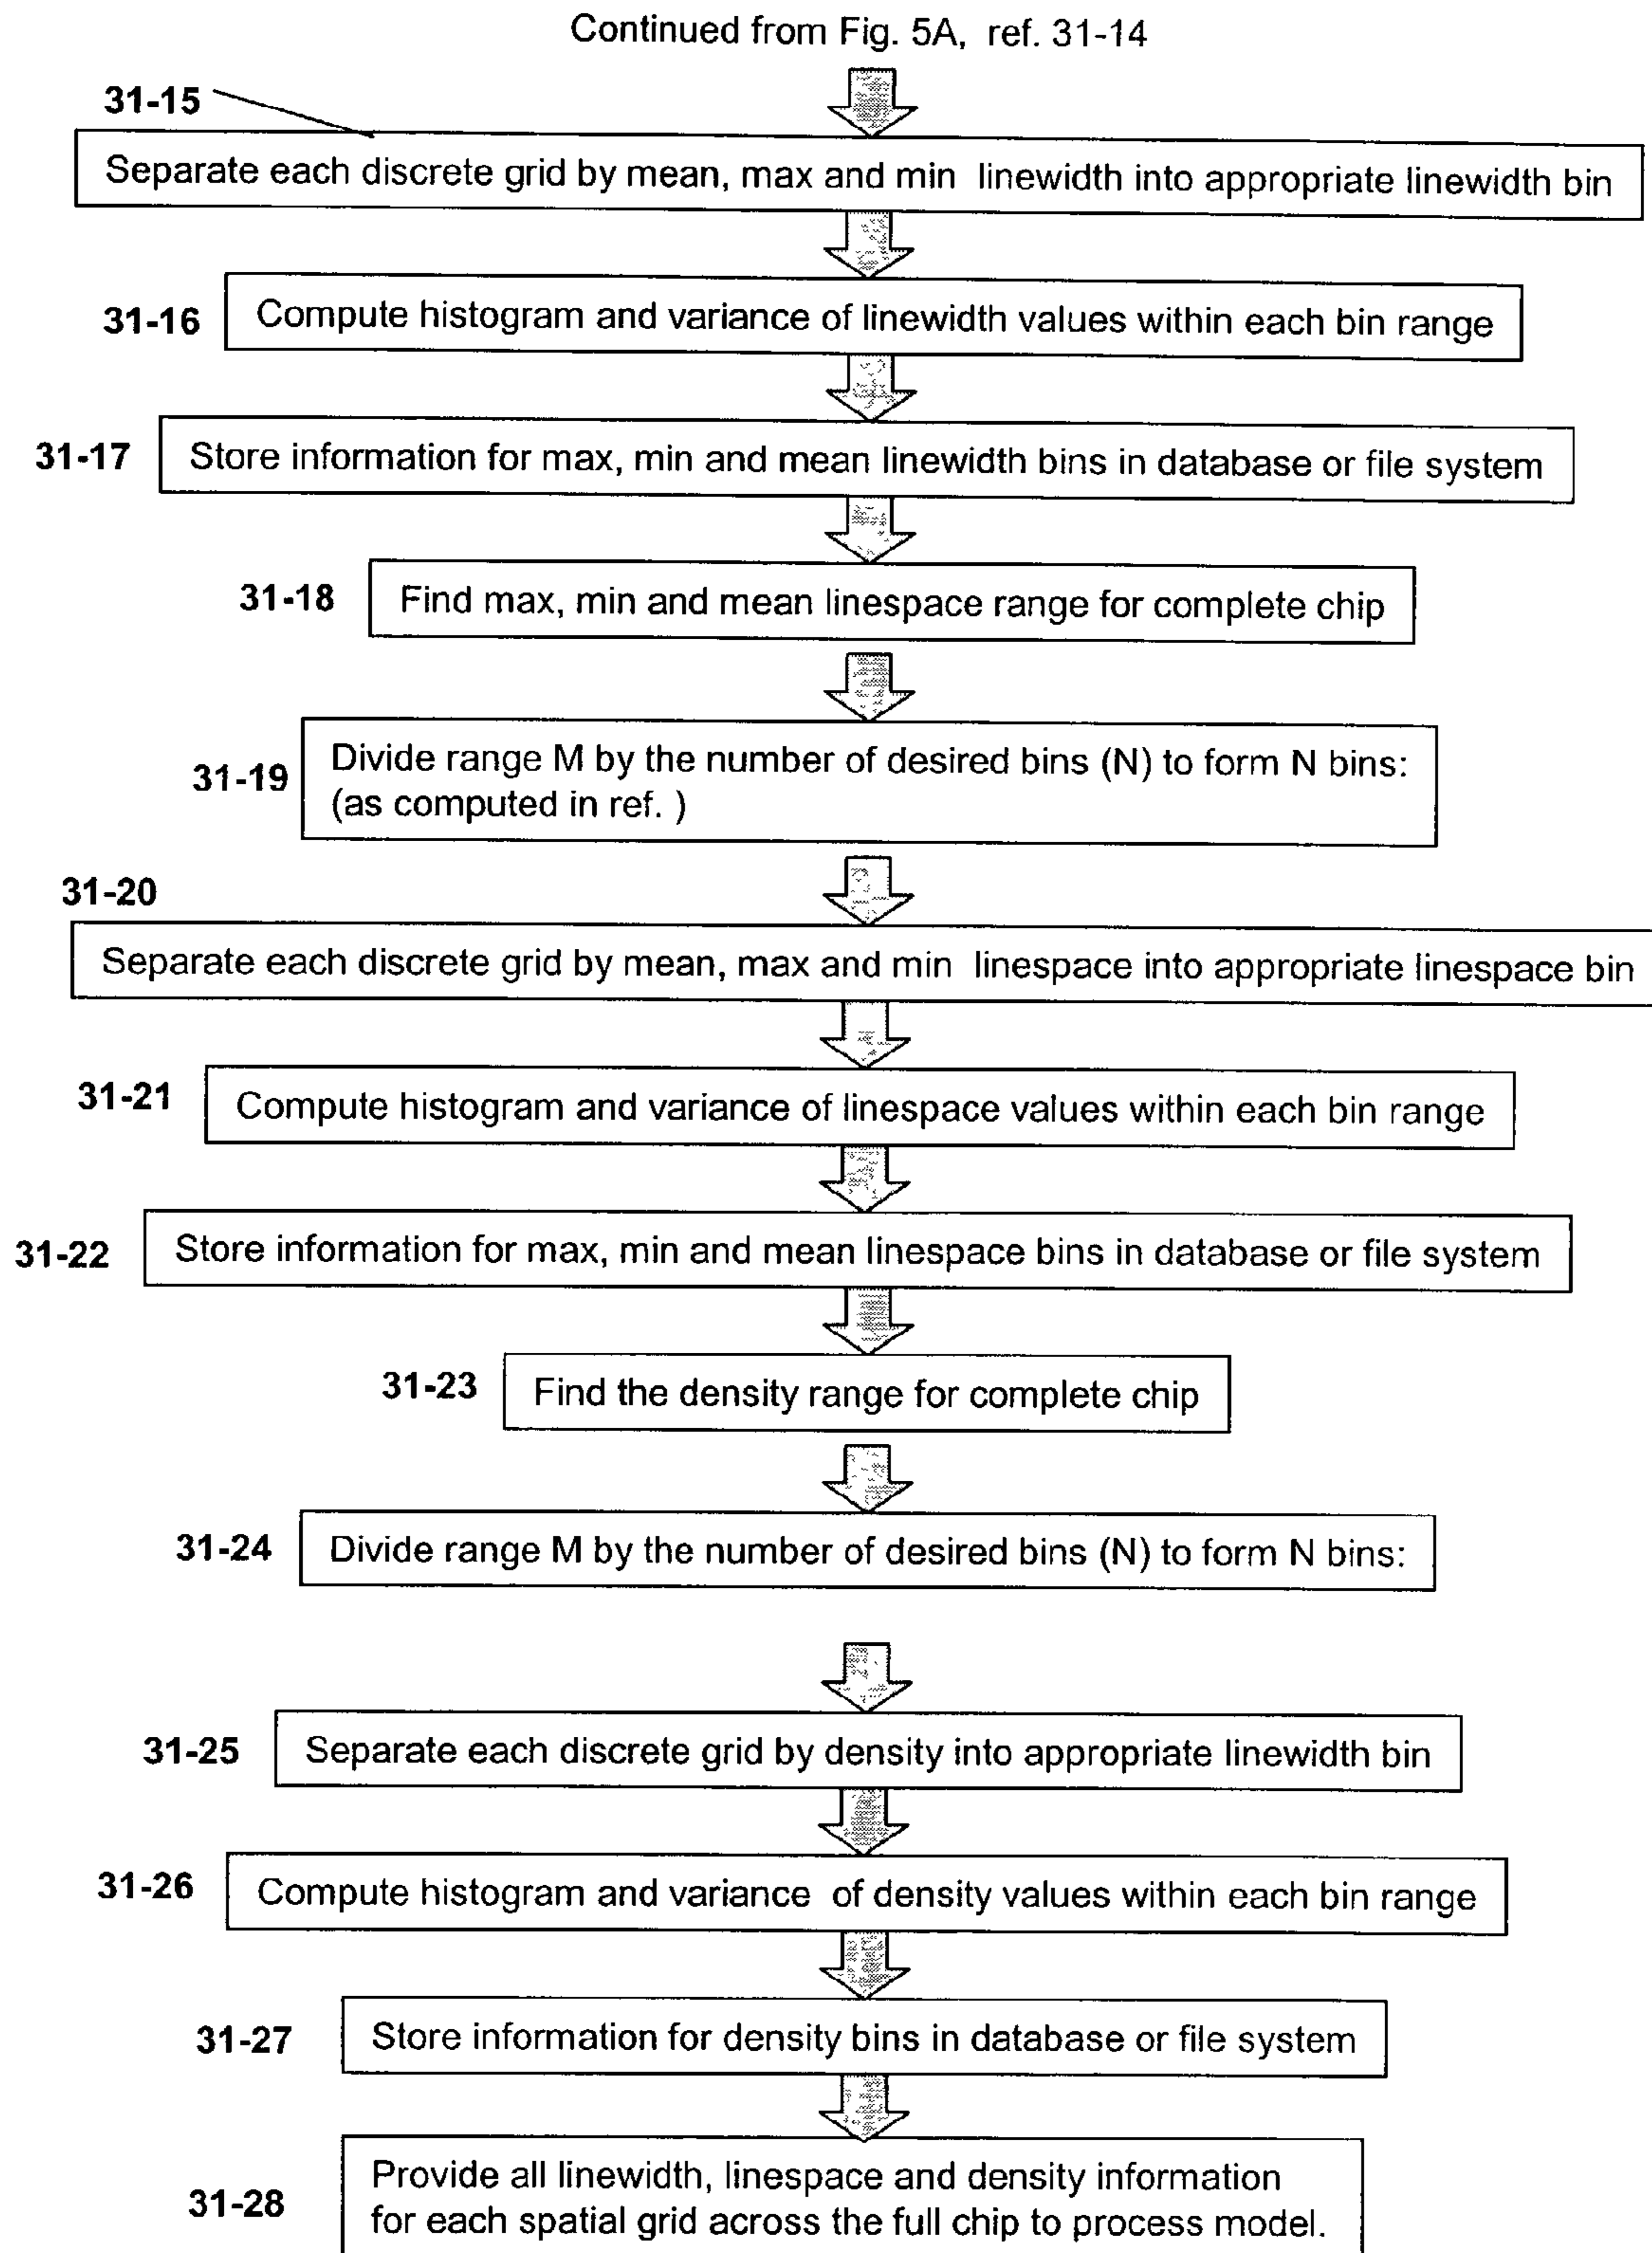 Continued from Fig. 5A, ref. 31-14
31-15
Separate each discrete grid by mean, max and min linewidth into appropriate linewidth bin
31-16
Compute histogram and variance of linewidth values within each bin range
31-17
Store information for max, min and mean linewidth bins in database or file system
31-18
Find max, min and mean linespace range for complete chip
31-19
Divide range M by the number of desired bins (N) to form N bins:
(as computed in ref. )
31-20
Separate each discrete grid by mean, max and min linespace into appropriate linespace bin
31-21
Compute histogram and variance of linespace values within each bin range
31-22
Store information for max, min and mean linespace bins in database or file system
31-23
Find the density range for complete chip
31-24
Divide range M by the number of desired bins (N) to form N bins:
31-25
Separate each discrete grid by density into appropriate linewidth bin
31-26
Compute histogram and variance of density values within each bin range
31-27
Store information for density bins in database or file system
31-28
Provide all linewidth, linespace and density information
for each spatial grid across the full chip to process model.